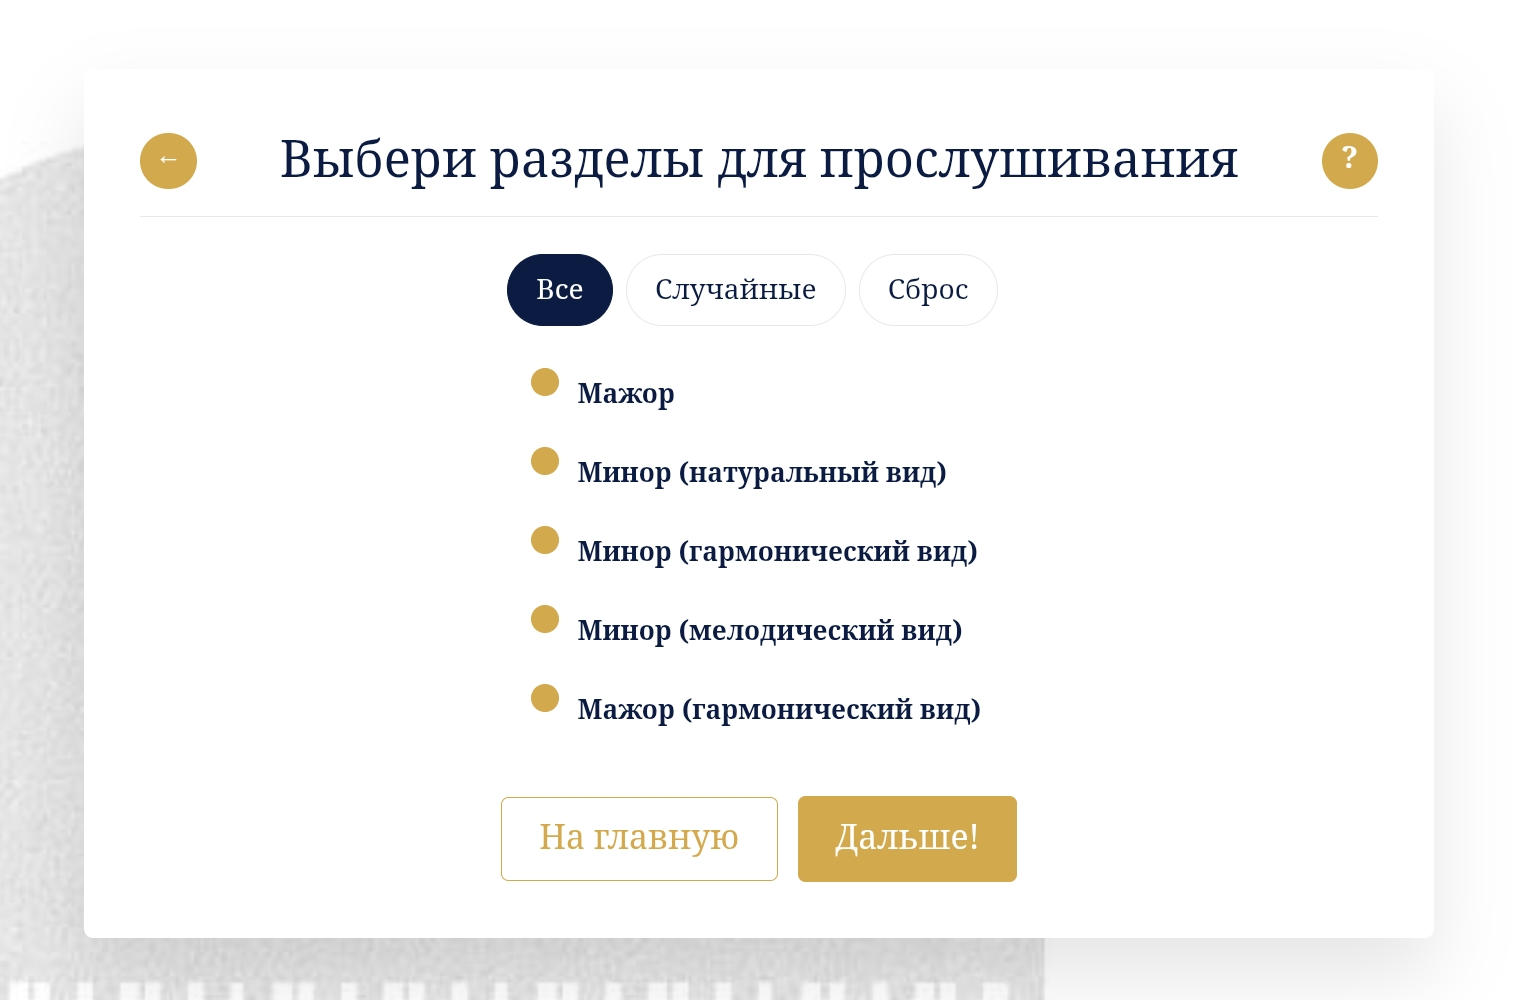 ←
Выбери разделы для прослушивания
?
Все
Случайные
Сброс
Мажор
Минор (натуральный вид)
Минор (гармонический вид)
Минор (мелодический вид)
Мажор (гармонический вид)
На главную
Дальше!